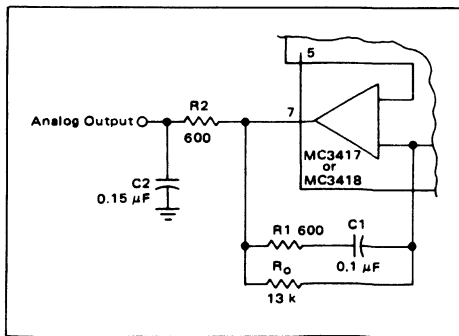 5
R2
Analog Output
7
600
MC3417
or
MC3418
C2
0.15 μF
R1 600
C1
0.1 μF
Ro
13 k